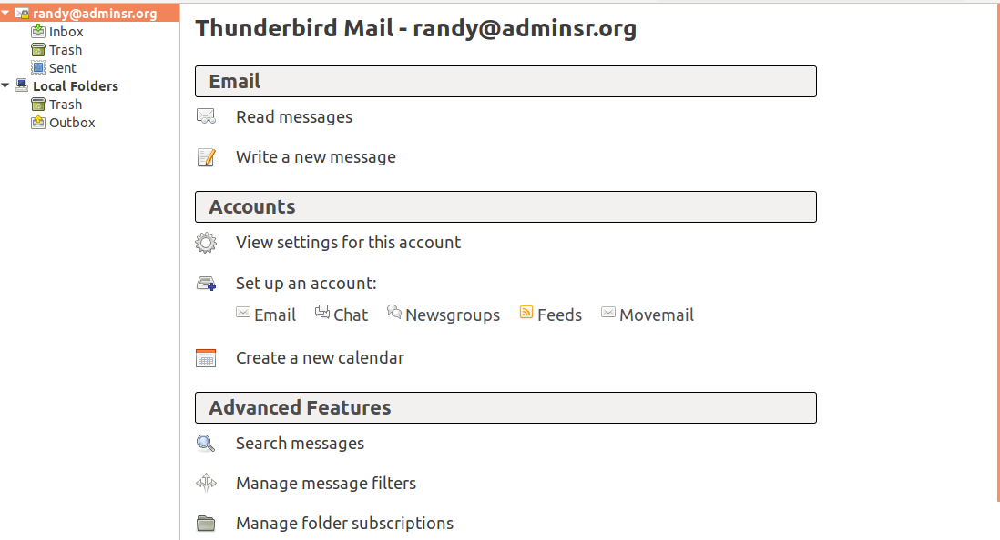 randy@adminsr.org
Inbox
Trash
Sent
Local Folders
Trash
Outbox
Thunderbird Mail - randy@adminsr.org
Email
Read messages
Write a new message
Accounts
View settings for this account
Set up an account:
Email Chat Newsgroups Feeds Movemail
Create a new calendar
Advanced Features
Search messages
Manage message filters
Manage folder subscriptions